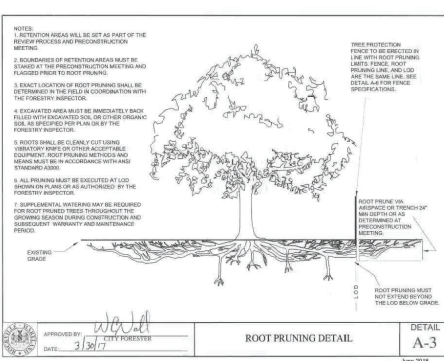 NOTES:
1. RETENTION AREAS WILL BE SET AS PART OF THE
REVIEW PROCESS AND PRECONSTRUCTION
MEETING.
2. BOUNDARIES OF RETENTION AREAS MUST BE
STAKED AT THE PRECONSTRUCTION MEETING AND
FLAGGED PRIOR TO ROOT PRUNING.
3. EXACT LOCATION OF ROOT PRUNING SHALL BE
DETERMINED IN THE FIELD IN COORDINATION WITH
THE FORESTRY INSPECTOR.
4. EXCAVATED AREA MUST BE IMMEDIATELY BACK
FILLED WITH EXCAVATED SOIL OR OTHER ORGANIC
SOIL AS SPECIFIED PER PLAN OR BY THE
FORESTRY INSPECTOR.
5. ROOTS SHALL BE CLEANLY CUT USING
VIBRATORY KNIFE OR OTHER ACCEPTABLE
EQUIPMENT. ROOT PRUNING METHODS AND
MEANS MUST BE IN ACCORDANCE WITH ANSI
STANDARD A3000.
6. ALL PRUNING MUST BE EXECUTED AT LOD
SHOWN ON PLANS OR AS AUTHORIZED BY THE
FORESTRY INSPECTOR.
7. SUPPLEMENTAL WATERING MAY BE REQUIRED
FOR ROOT PRUNED TREES THROUGHOUT THE
GROWING SEASON DURING CONSTRUCTION AND
SUBSEQUENT WARRANTY AND MAINTENANCE
PERIOD.
TREE PROTECTION
FENCE TO BE ERECTED IN
LINE WITH ROOT PRUNING
LIMITS. FENCE, ROOT
PRUNING LINE, AND LOD
ARE THE SAME LINE. SEE
DETAIL A-6 FOR FENCE
SPECIFICATIONS.
ROOT PRUNE VIA
AIRSPACE OR TRENCH 24"
MIN DEPTH OR AS
DETERMINED AT
PRECONSTRUCTION
MEETING.
EXISTING
GRADE
LOD
ROOT PRUNING MUST
NOT EXTEND BEYOND
THE LOD BELOW GRADE.
APPROVED BY:
CITY FORESTER
DATE: 3/30/17
ROOT PRUNING DETAIL
DETAIL
A-3